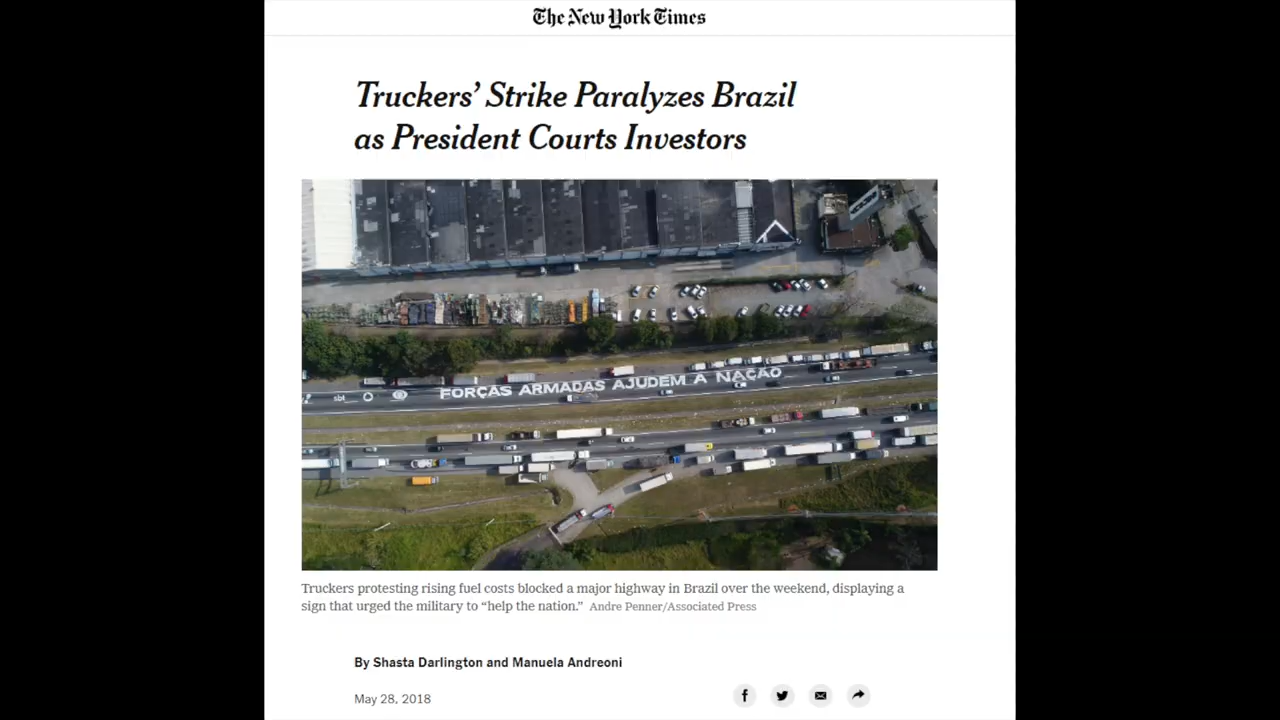 The New York Times
Truckers’ Strike Paralyzes Brazil
as President Courts Investors
sbt
FORÇAS ARMADAS AJUDEM A NAÇÃO
Truckers protesting rising fuel costs blocked a major highway in Brazil over the weekend, displaying a
sign that urged the military to “help the nation.” Andre Penner/Associated Press
By Shasta Darlington and Manuela Andreoni
May 28, 2018